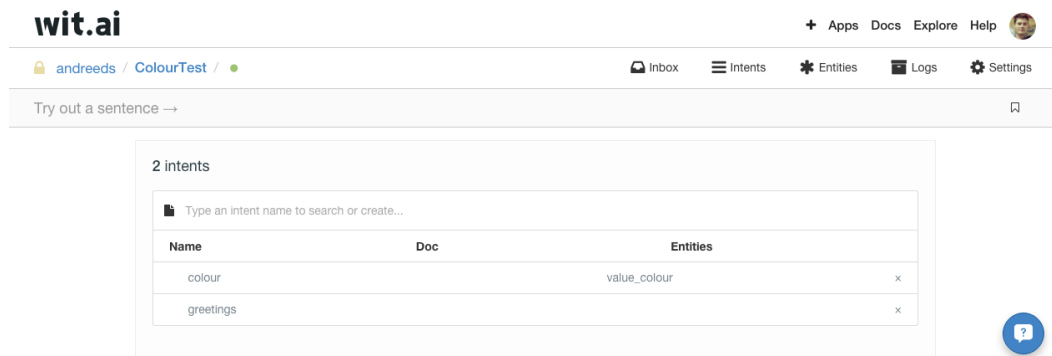 wit.ai
+ Apps Docs Explore Help
andreeds / ColourTest /
Inbox Intents Entities Logs Settings
Try out a sentence →
2 intents
Type an intent name to search or create...
Name Doc Entities
colour value_colour ×
greetings ×
?